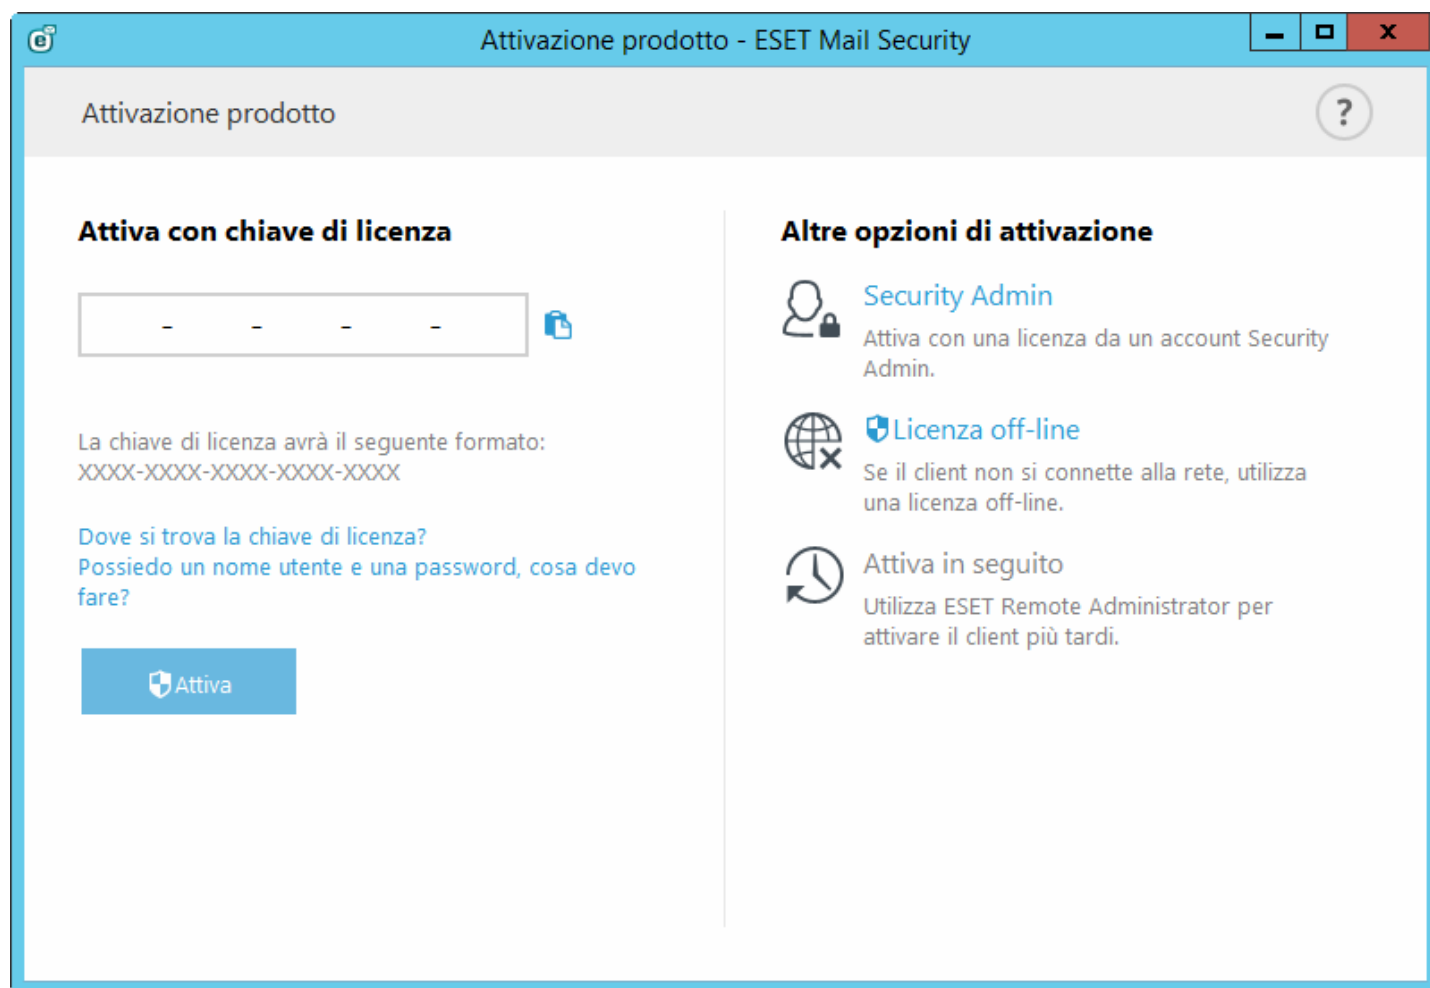 Attivazione prodotto - ESET Mail Security
Attivazione prodotto
?
Attiva con chiave di licenza
- - - -
La chiave di licenza avrà il seguente formato:
XXXX-XXXX-XXXX-XXXX-XXXX
Dove si trova la chiave di licenza?
Possiedo un nome utente e una password, cosa devo
fare?
Attiva
Altre opzioni di attivazione
Security Admin
Attiva con una licenza da un account Security
Admin.
Licenza off-line
Se il client non si connette alla rete, utilizza
una licenza off-line.
Attiva in seguito
Utilizza ESET Remote Administrator per
attivare il client più tardi.